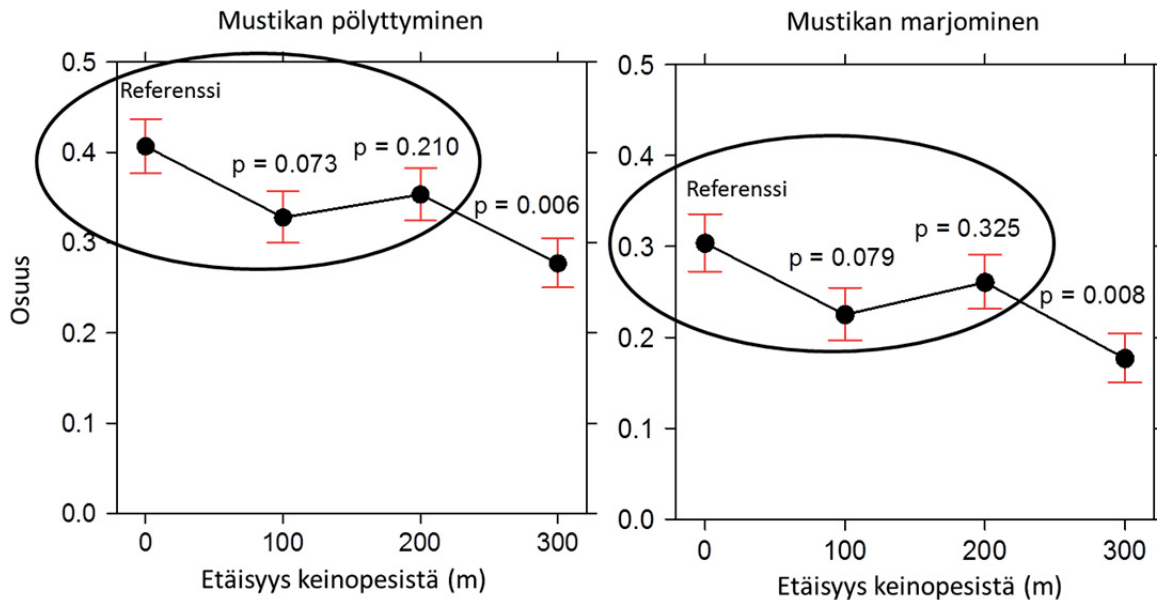 Mustikan pölyttyminen
0.5
0.4
0.3
0.2
0.1
0.0
Osuus
Referenssi
p = 0.073
p = 0.210
p = 0.006
0
100
200
300
Etäisyys keinopesistä (m)
Mustikan marjominen
0.5
0.4
0.3
0.2
0.1
0.0
Referenssi
p = 0.079
p = 0.325
p = 0.008
0
100
200
300
Etäisyys keinopesistä (m)